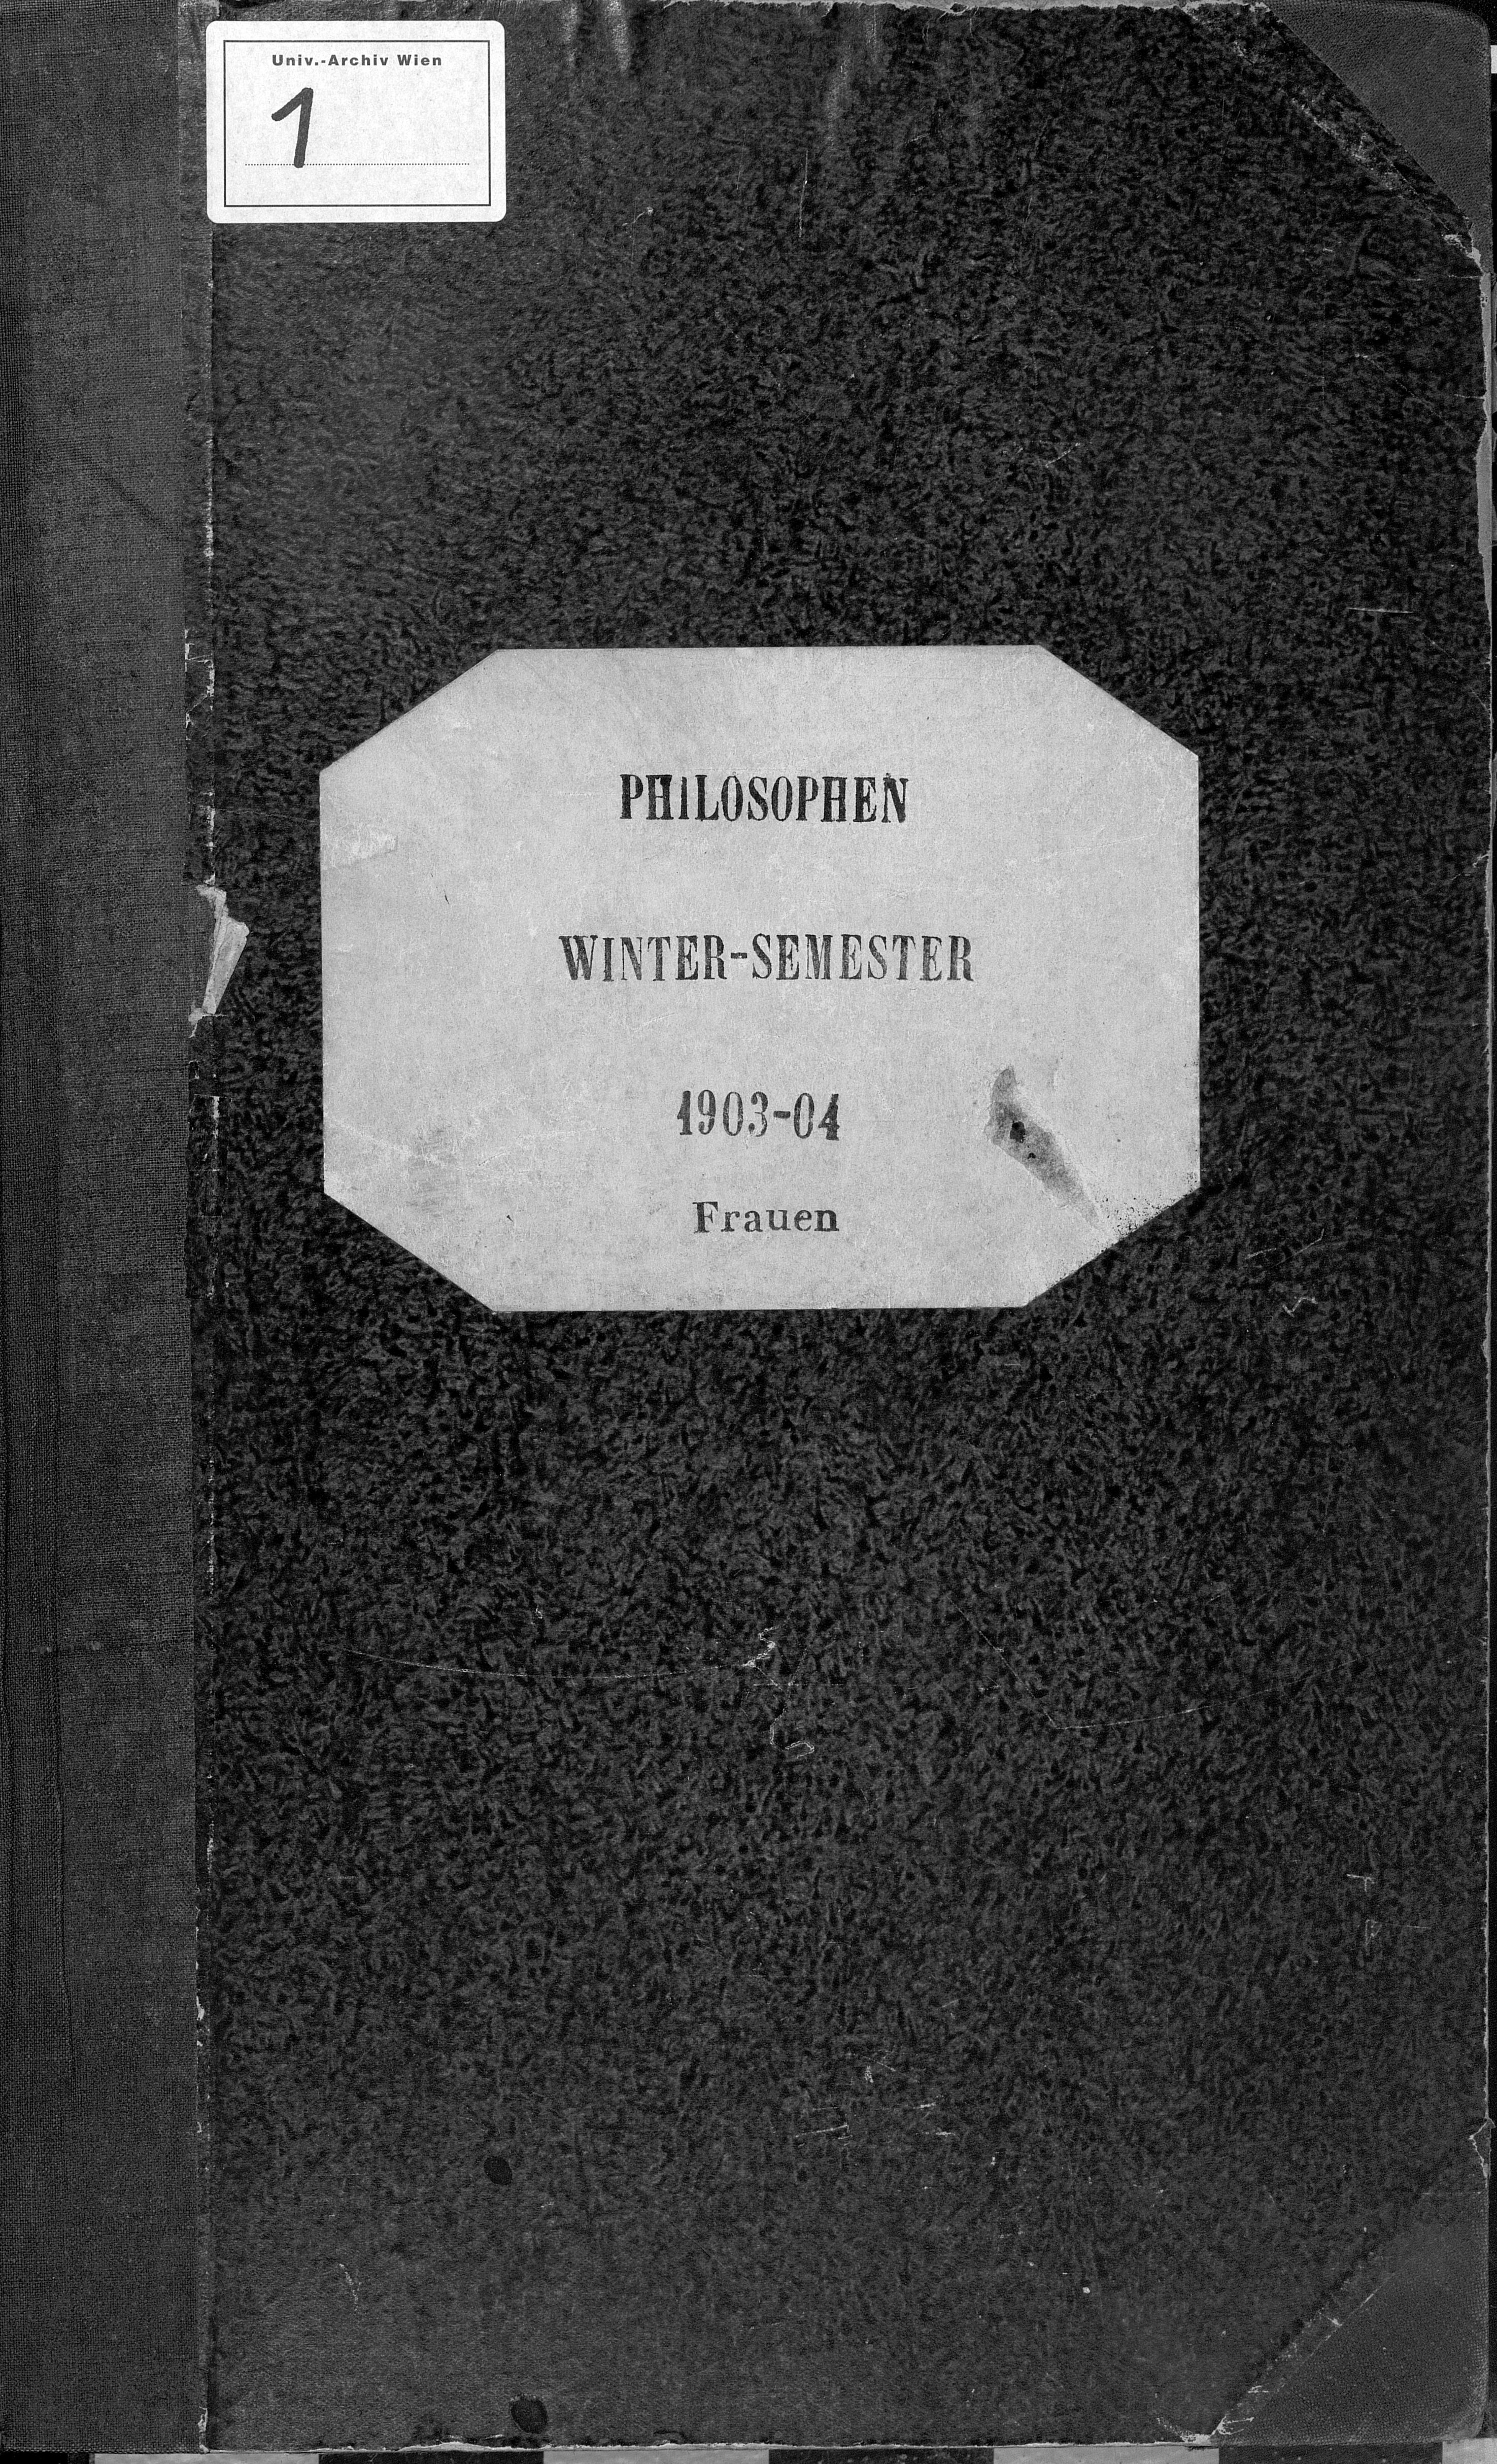 Univ.-Archiv Wien
1
PHILOSOPHEN
WINTER-SEMESTER
1903-04
Frauen